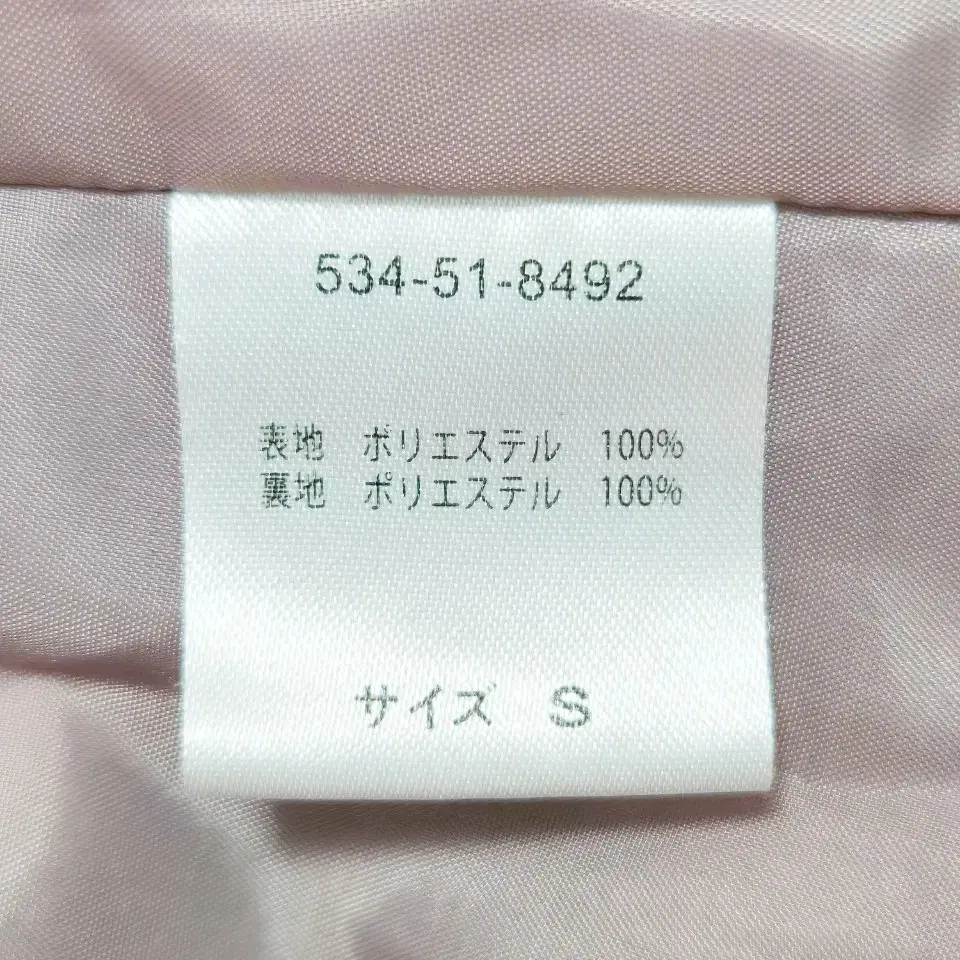 534-51-8492
表地 ポリエステル 100%
裏地 ポリエステル 100%
サイズ S